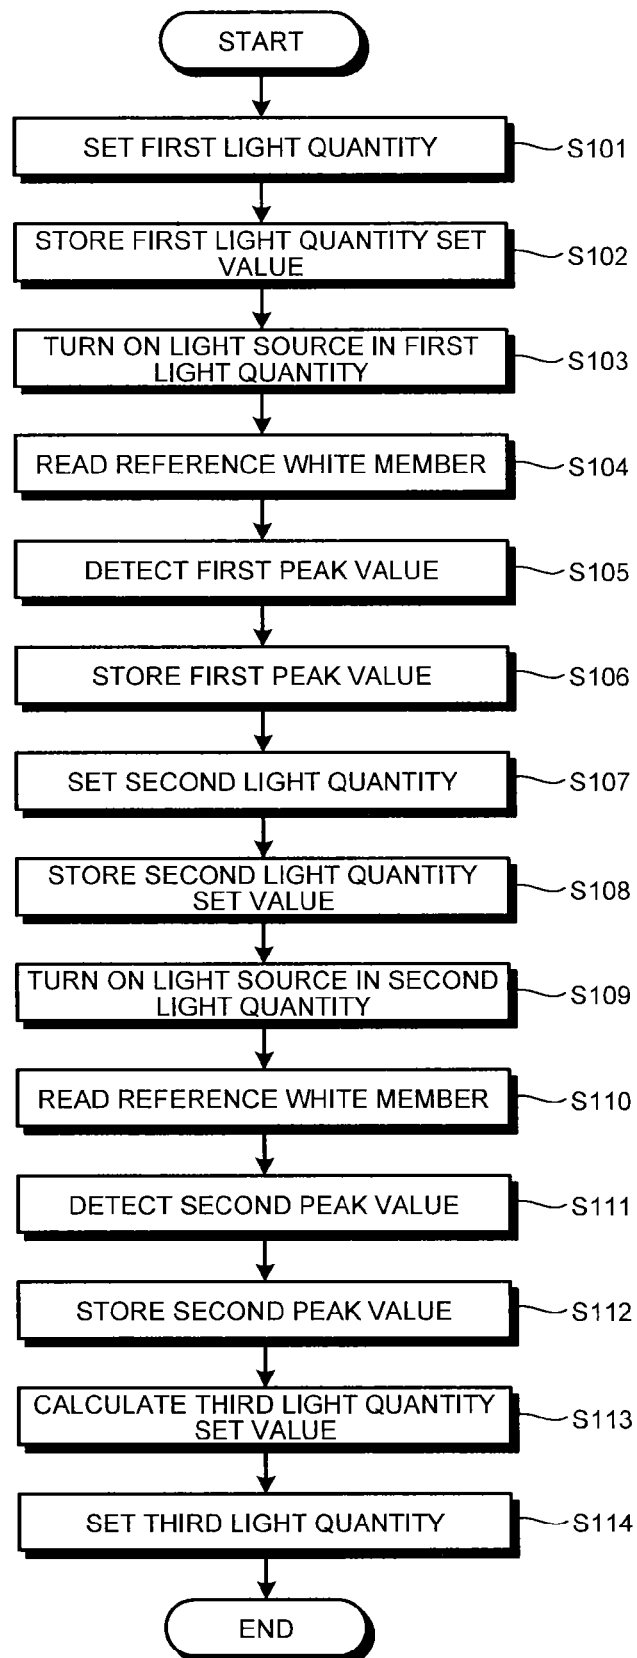 START
SET FIRST LIGHT QUANTITY
S101
STORE FIRST LIGHT QUANTITY SET
VALUE
S102
TURN ON LIGHT SOURCE IN FIRST
LIGHT QUANTITY
S103
READ REFERENCE WHITE MEMBER
S104
DETECT FIRST PEAK VALUE
S105
STORE FIRST PEAK VALUE
S106
SET SECOND LIGHT QUANTITY
S107
STORE SECOND LIGHT QUANTITY
SET VALUE
S108
TURN ON LIGHT SOURCE IN SECOND
LIGHT QUANTITY
S109
READ REFERENCE WHITE MEMBER
S110
DETECT SECOND PEAK VALUE
S111
STORE SECOND PEAK VALUE
S112
CALCULATE THIRD LIGHT QUANTITY
SET VALUE
S113
SET THIRD LIGHT QUANTITY
S114
END